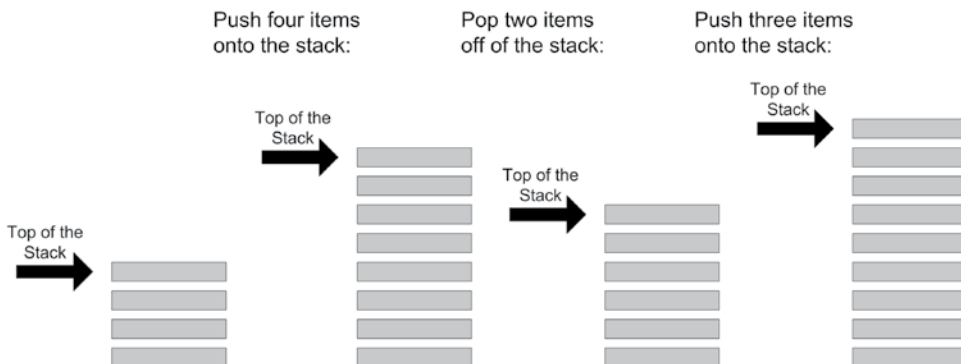 Push four items
onto the stack:
Pop two items
off of the stack:
Push three items
onto the stack:
Top of the
Stack
Top of the
Stack
Top of the
Stack
Top of the
Stack